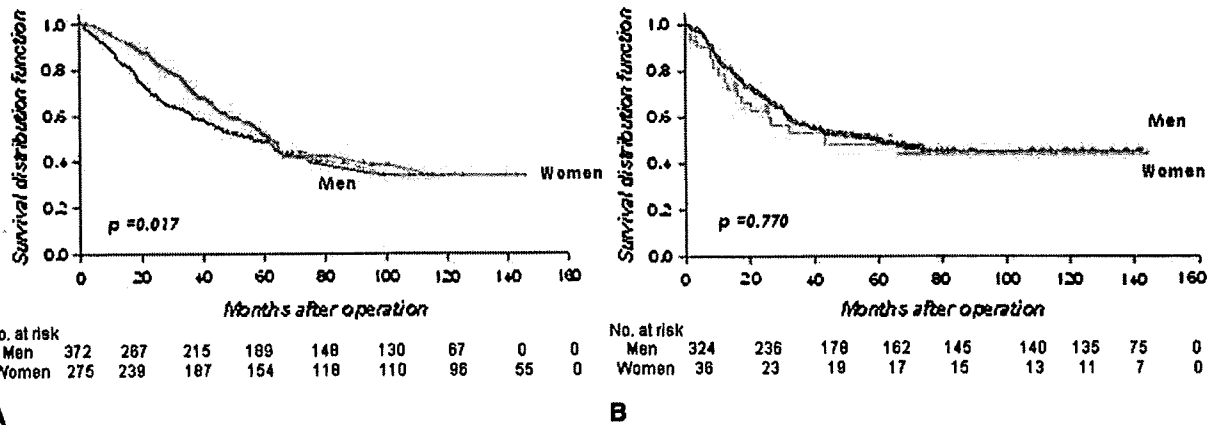 Survival distribution function
1.0
0.8
0.6
0.4
0.2
0.0
Men
Women
p =0.017
0 20 40 60 80 100 120 140 160
Months after operation
No. at risk
Men 372 267 215 189 148 130 67 0 0
Women 275 239 187 154 118 110 96 55 0
A
Survival distribution function
1.0
0.8
0.6
0.4
0.2
0.0
Men
Women
p =0.770
0 20 40 60 80 100 120 140 160
Months after operation
No. at risk
Men 324 236 178 162 145 140 135 75 0
Women 36 23 19 17 15 13 11 7 0
B